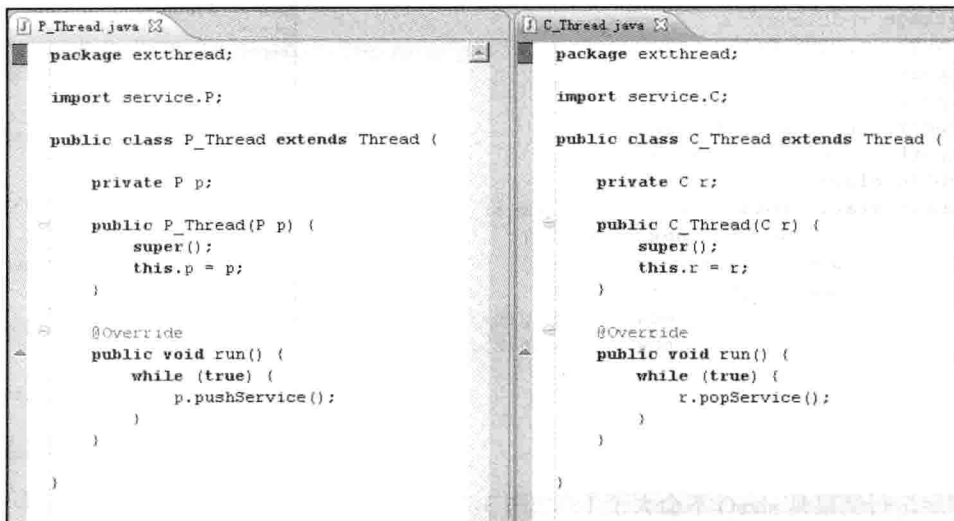 P_Thread.java
package extthread;
import service.P;
public class P_Thread extends Thread {
private P p;
public P_Thread(P p) {
super();
this.p = p;
}
@Override
public void run() {
while (true) {
p.pushService();
}
}
}
C_Thread.java
package extthread;
import service.C;
public class C_Thread extends Thread {
private C r;
public C_Thread(C r) {
super();
this.r = r;
}
@Override
public void run() {
while (true) {
r.popService();
}
}
}